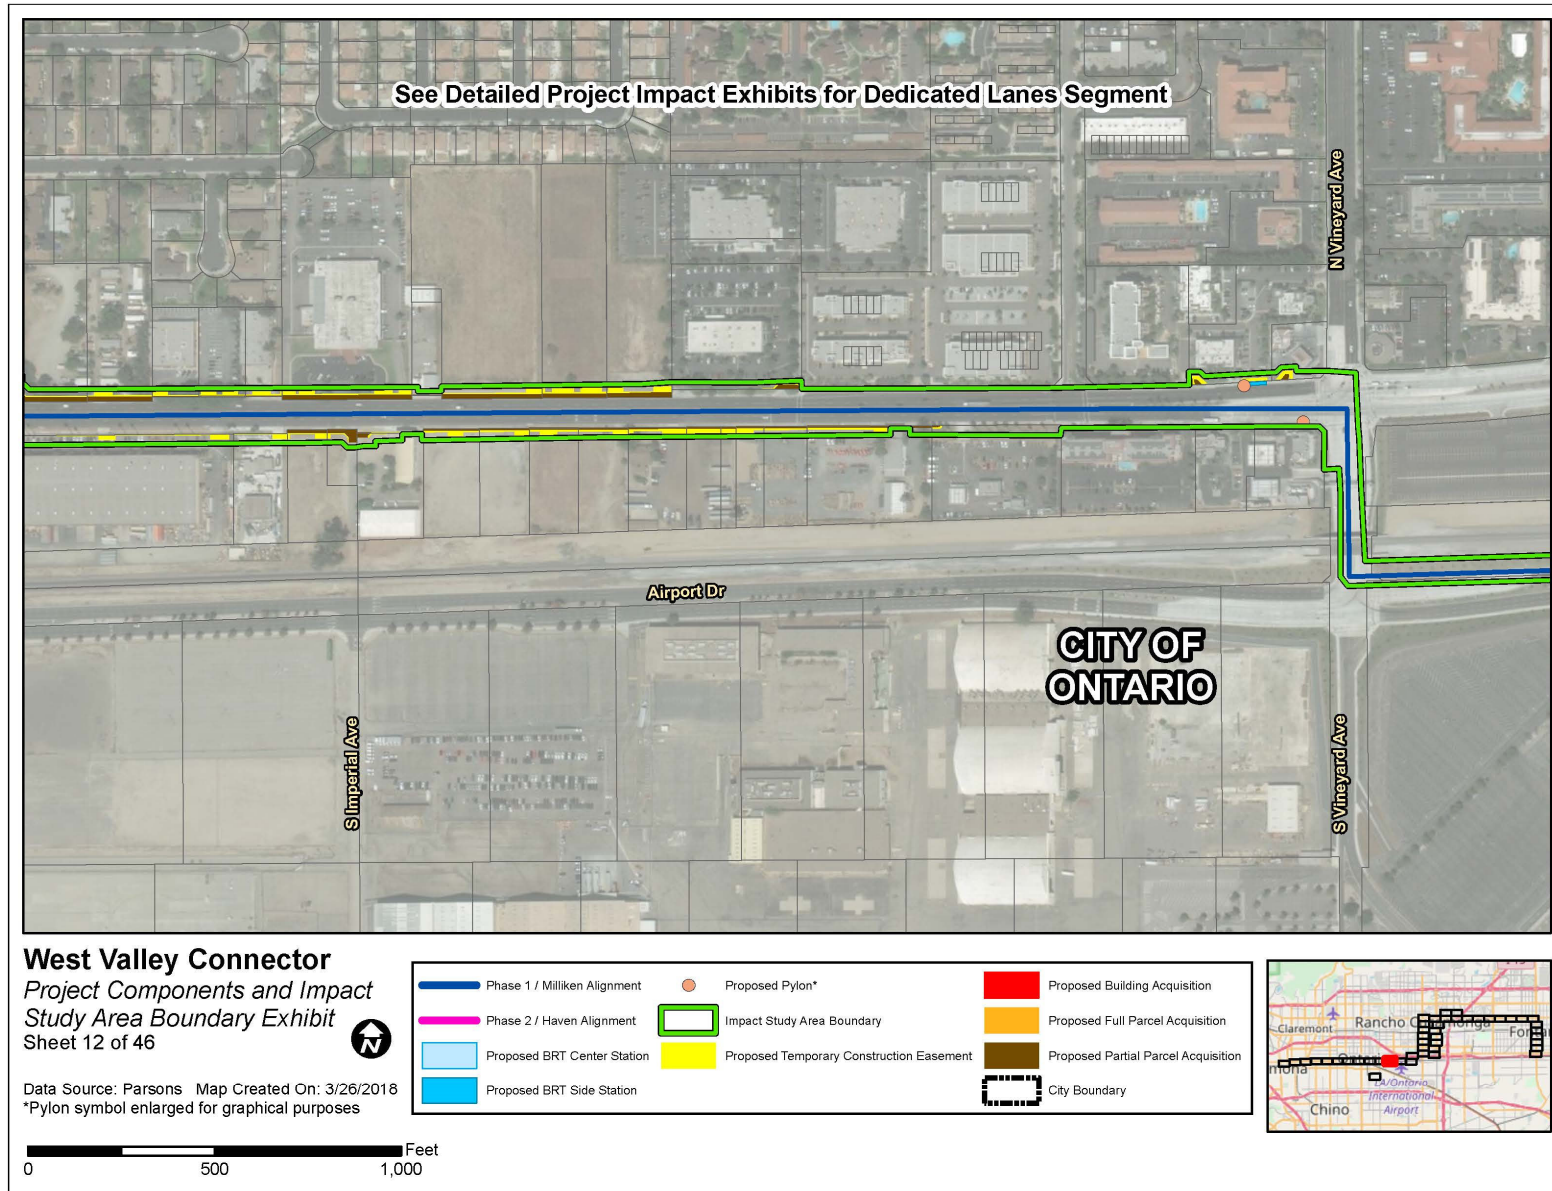 See Detailed Project Impact Exhibits for Dedicated Lanes Segment
N Vineyard Ave
Airport Dr
CITY OF
ONTARIO
S Imperial Ave
S Vineyard Ave
West Valley Connector
Project Components and Impact
Study Area Boundary Exhibit
Sheet 12 of 46
N
Data Source: Parsons Map Created On: 3/26/2018
*Pylon symbol enlarged for graphical purposes
0 500 1,000 Feet
Phase 1 / Milliken Alignment
Phase 2 / Haven Alignment
Proposed BRT Center Station
Proposed BRT Side Station
Proposed Pylon*
Impact Study Area Boundary
Proposed Temporary Construction Easement
Proposed Building Acquisition
Proposed Full Parcel Acquisition
Proposed Partial Parcel Acquisition
City Boundary
Claremont
Rancho
Chino
LA/Ontario
International
Airport